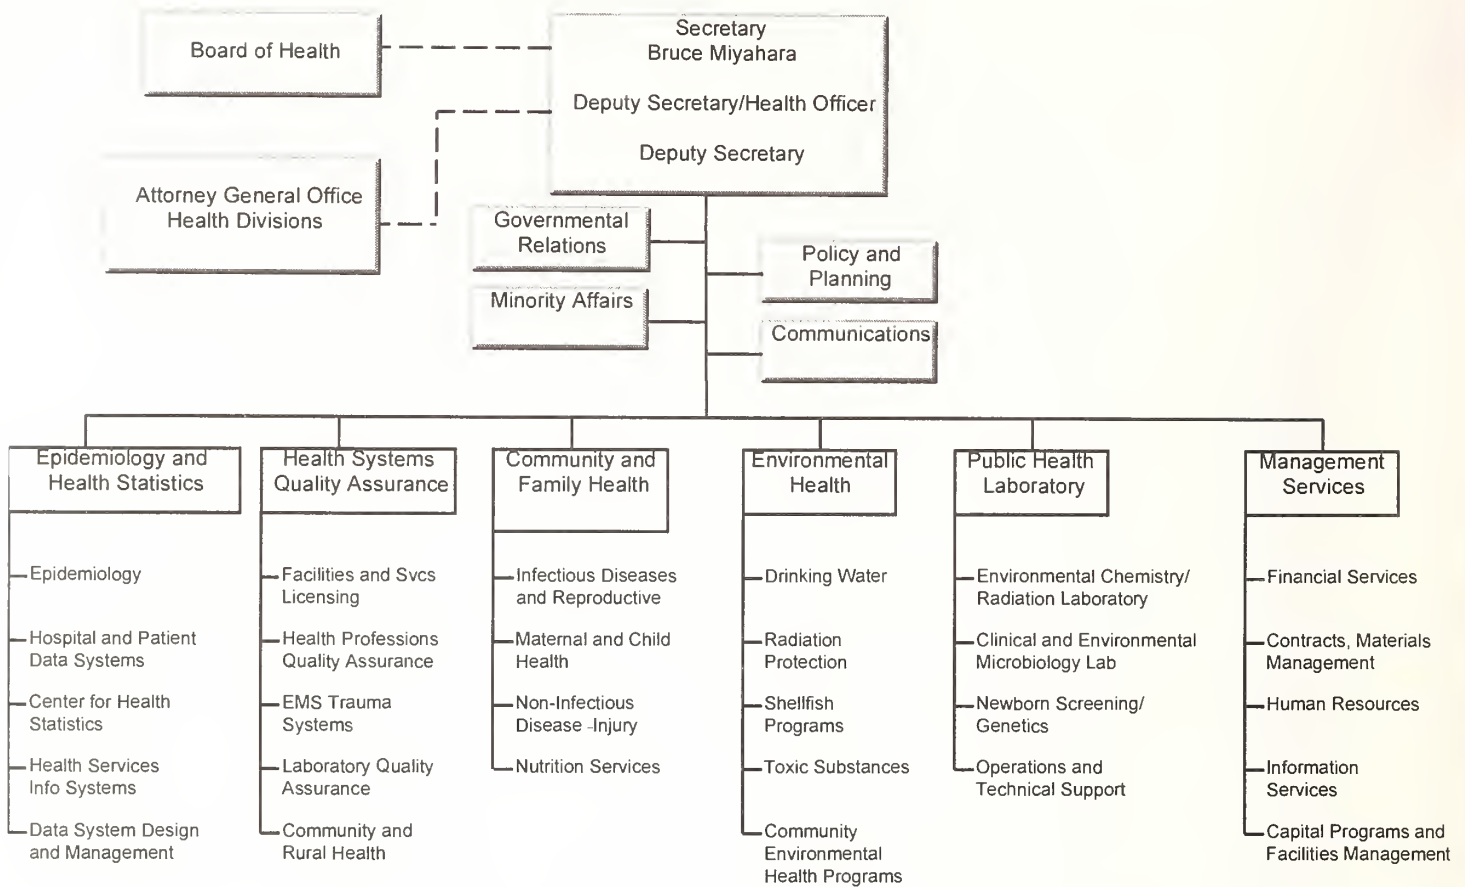 Board of Health
Secretary
Bruce Miyahara
Deputy Secretary/Health Officer
Deputy Secretary
Attorney General Office
Health Divisions
Governmental
Relations
Policy and
Planning
Minority Affairs
Communications
Epidemiology and
Health Statistics
Epidemiology
Hospital and Patient
Data Systems
Center for Health
Statistics
Health Services
Info Systems
Data System Design
and Management
Health Systems
Quality Assurance
Facilities and Svcs
Licensing
Health Professions
Quality Assurance
EMS Trauma
Systems
Laboratory Quality
Assurance
Community and
Rural Health
Community and
Family Health
Infectious Diseases
and Reproductive
Maternal and Child
Health
Non-Infectious
Disease -Injury
Nutrition Services
Environmental
Health
Drinking Water
Radiation
Protection
Shellfish
Programs
Toxic Substances
Community
Environmental
Health Programs
Public Health
Laboratory
Environmental Chemistry/
Radiation Laboratory
Clinical and Environmental
Microbiology Lab
Newborn Screening/
Genetics
Operations and
Technical Support
Management
Services
Financial Services
Contracts, Materials
Management
Human Resources
Information
Services
Capital Programs and
Facilities Management